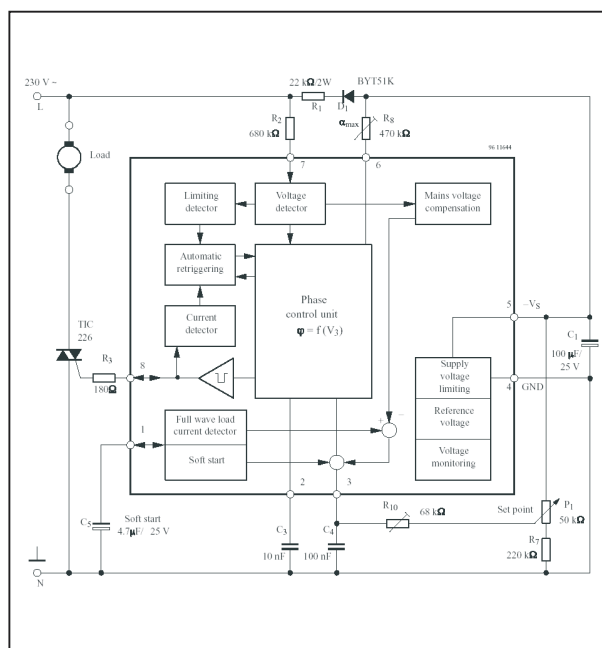 230 V ~
L
22 kΩ/2W
R1
BYT51K
D1
R2
680 kΩ
αmax
R8
470 kΩ
96 11644
Load
7
6
Limiting
detector
Voltage
detector
Mains voltage
compensation
Automatic
retriggering
Phase
control unit
φ = f (V3)
Current
detector
5
−VS
C1
100 µF/
25 V
TIC
226
R3
180Ω
8
Supply
voltage
limiting
4
GND
Reference
voltage
Voltage
monitoring
Full wave load
current detector
+
−
1
Soft start
2
3
R10
68 kΩ
Set point
P1
50 kΩ
C5
Soft start
4.7µF/ 25 V
C3
10 nF
C4
100 nF
R7
220 kΩ
N